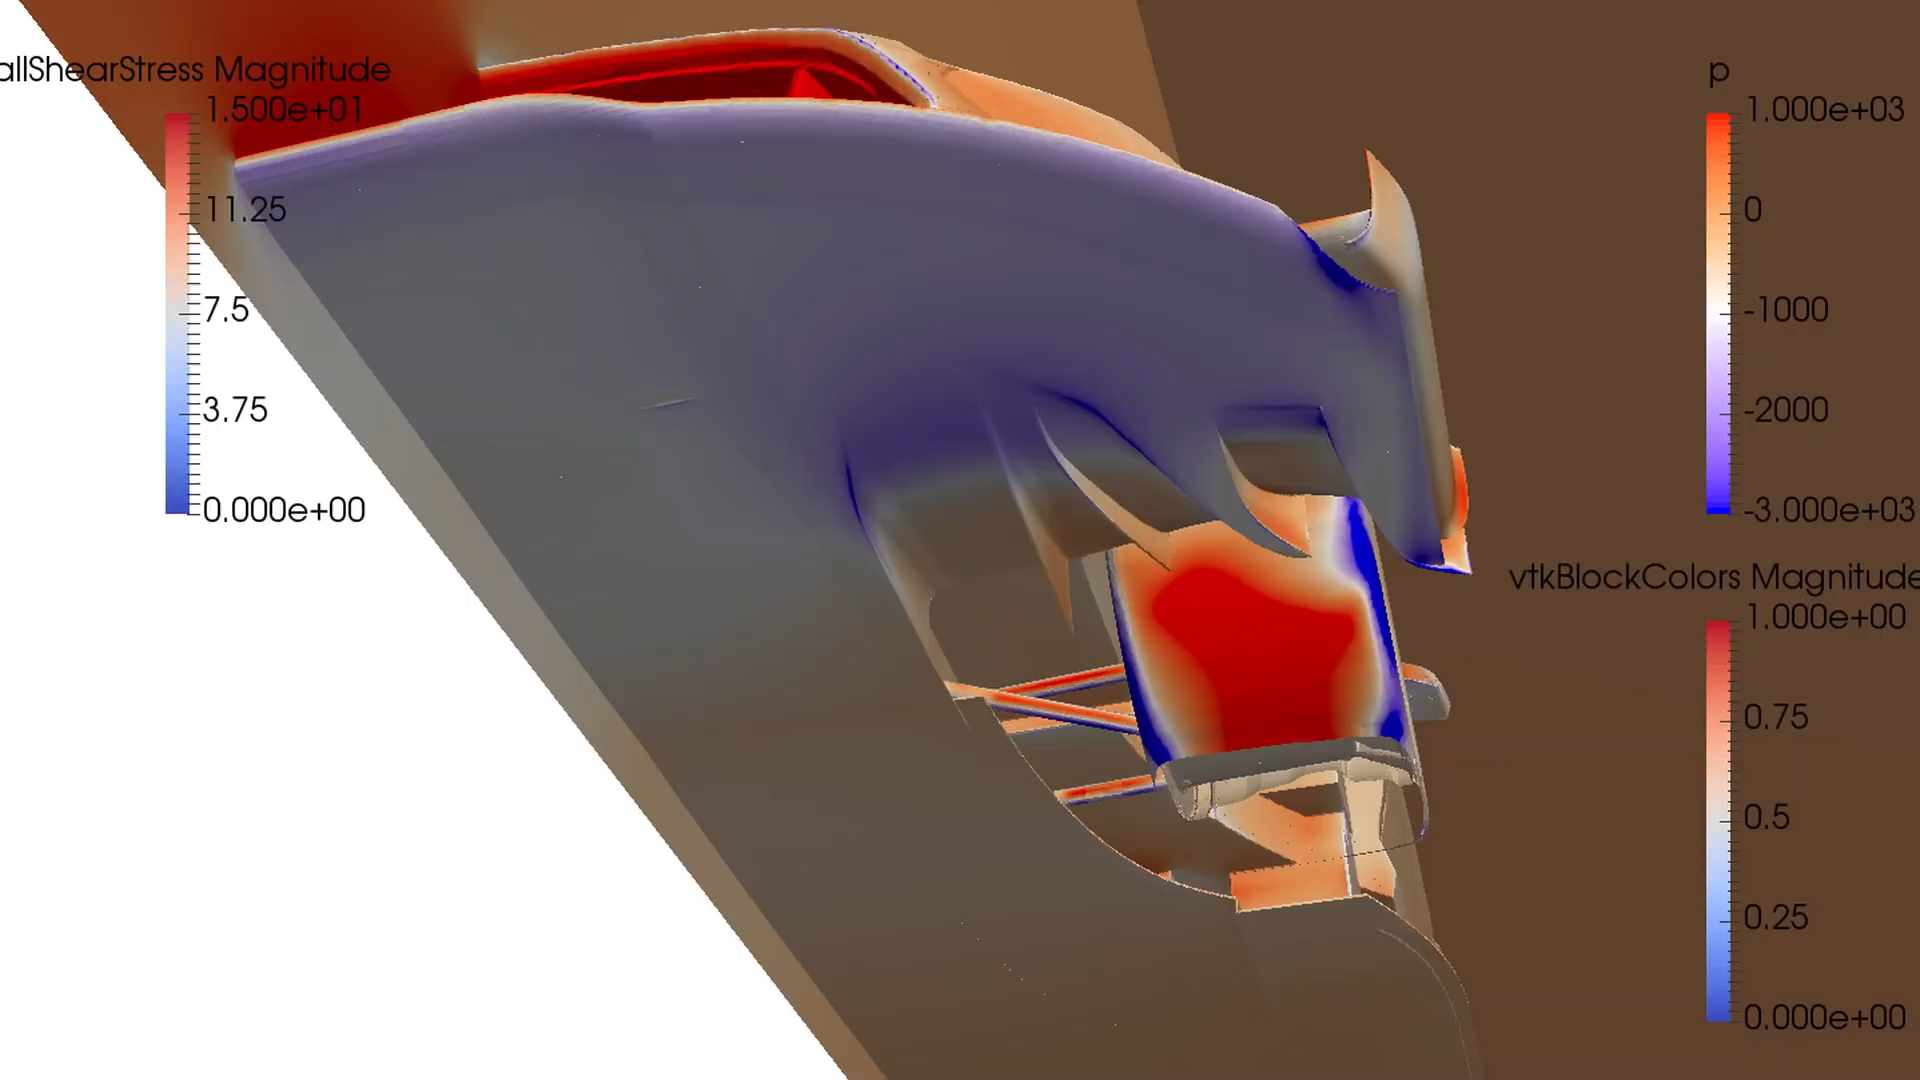 allShearStress Magnitude
1.500e+01
11.25
7.5
3.75
0.000e+00
p
1.000e+03
0
-1000
-2000
-3.000e+03
vtkBlockColors Magnitude
1.000e+00
0.75
0.5
0.25
0.000e+00